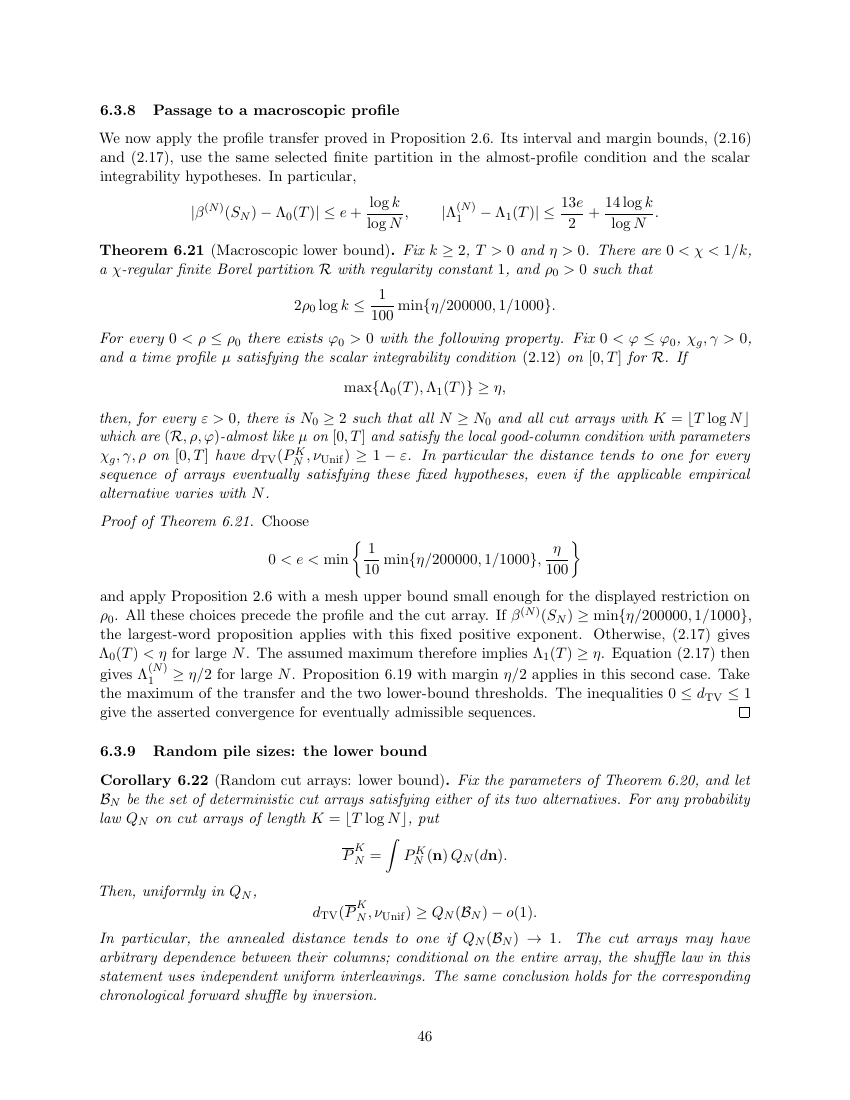 6.3.8 Passage to a macroscopic profile
We now apply the profile transfer proved in Proposition 2.6. Its interval and margin bounds, (2.16)
and (2.17), use the same selected finite partition in the almost-profile condition and the scalar
integrability hypotheses. In particular,
|β^{(N)}(S_N) − Λ_0(T)| ≤ e + \frac{log k}{log N}, |Λ_1^{(N)} − Λ_1(T)| ≤ \frac{13e}{2} + \frac{14 log k}{log N}.
Theorem 6.21 (Macroscopic lower bound). Fix k ≥ 2, T > 0 and η > 0. There are 0 < χ < 1/k,
a χ-regular finite Borel partition 𝓡 with regularity constant 1, and ρ_0 > 0 such that
2ρ_0 log k ≤ \frac{1}{100} min{η/200000, 1/1000}.
For every 0 < ρ ≤ ρ_0 there exists φ_0 > 0 with the following property. Fix 0 < φ ≤ φ_0, χ_g, γ > 0,
and a time profile μ satisfying the scalar integrability condition (2.12) on [0, T] for 𝓡. If
max{Λ_0(T), Λ_1(T)} ≥ η,
then, for every ε > 0, there is N_0 ≥ 2 such that all N ≥ N_0 and all cut arrays with K = ⌊T log N⌋
which are (𝓡, ρ, φ)-almost like μ on [0, T] and satisfy the local good-column condition with parameters
χ_g, γ, ρ on [0, T] have d_{TV}(P_N^K, ν_{Unif}) ≥ 1 − ε. In particular the distance tends to one for every
sequence of arrays eventually satisfying these fixed hypotheses, even if the applicable empirical
alternative varies with N.
Proof of Theorem 6.21. Choose
0 < e < min { \frac{1}{10} min{η/200000, 1/1000}, \frac{η}{100} }
and apply Proposition 2.6 with a mesh upper bound small enough for the displayed restriction on
ρ_0. All these choices precede the profile and the cut array. If β^{(N)}(S_N) ≥ min{η/200000, 1/1000},
the largest-word proposition applies with this fixed positive exponent. Otherwise, (2.17) gives
Λ_0(T) < η for large N. The assumed maximum therefore implies Λ_1(T) ≥ η. Equation (2.17) then
gives Λ_1^{(N)} ≥ η/2 for large N. Proposition 6.19 with margin η/2 applies in this second case. Take
the maximum of the transfer and the two lower-bound thresholds. The inequalities 0 ≤ d_{TV} ≤ 1
give the asserted convergence for eventually admissible sequences. □
6.3.9 Random pile sizes: the lower bound
Corollary 6.22 (Random cut arrays: lower bound). Fix the parameters of Theorem 6.20, and let
𝓑_N be the set of deterministic cut arrays satisfying either of its two alternatives. For any probability
law Q_N on cut arrays of length K = ⌊T log N⌋, put
\overline{P}_N^K = ∫ P_N^K(𝐧) Q_N(d𝐧).
Then, uniformly in Q_N,
d_{TV}(\overline{P}_N^K, ν_{Unif}) ≥ Q_N(𝓑_N) − o(1).
In particular, the annealed distance tends to one if Q_N(𝓑_N) → 1. The cut arrays may have
arbitrary dependence between their columns; conditional on the entire array, the shuffle law in this
statement uses independent uniform interleavings. The same conclusion holds for the corresponding
chronological forward shuffle by inversion.
46